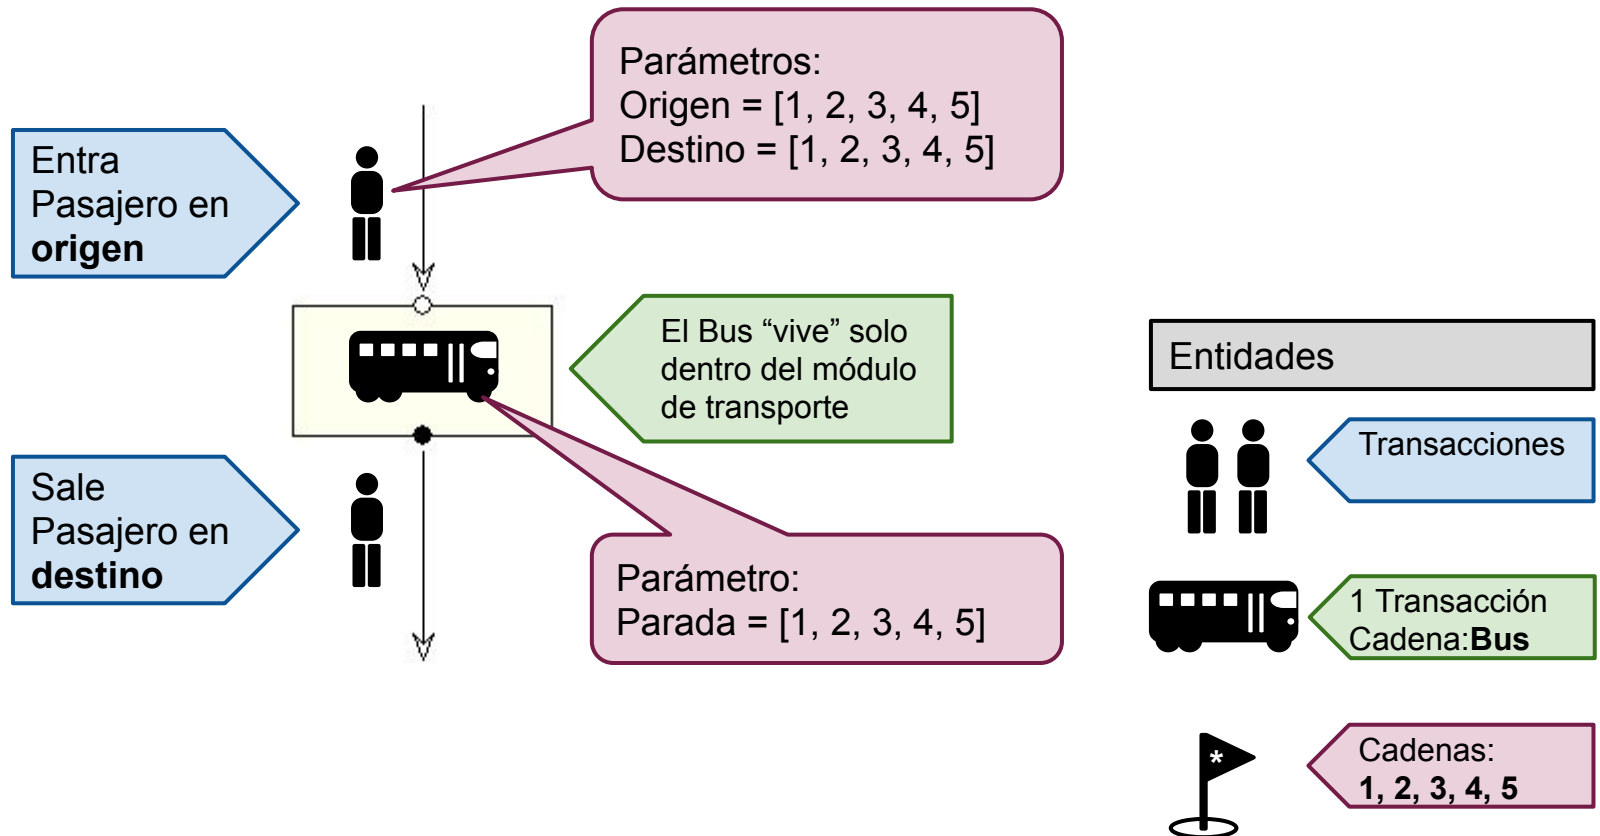 Parámetros:
Origen = [1, 2, 3, 4, 5]
Destino = [1, 2, 3, 4, 5]
Entra
Pasajero en
origen
El Bus “vive” solo
dentro del módulo
de transporte
Sale
Pasajero en
destino
Parámetro:
Parada = [1, 2, 3, 4, 5]
Entidades
Transacciones
1 Transacción
Cadena:Bus
*
Cadenas:
1, 2, 3, 4, 5